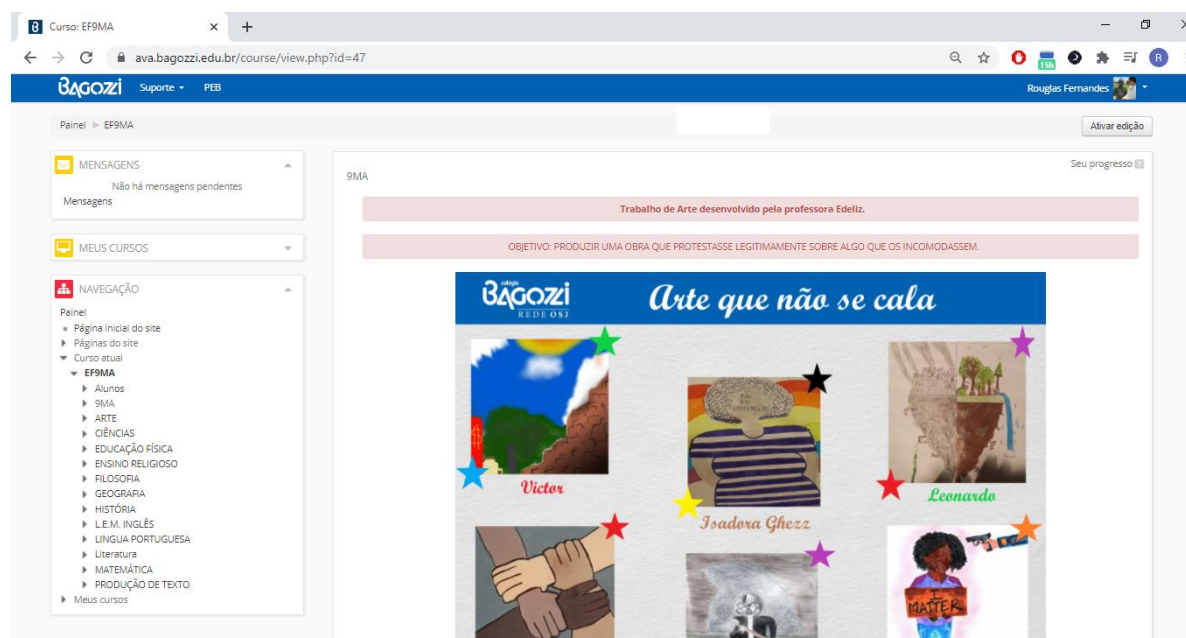 Curso: EF9MA
ava.bagozzi.edu.br/course/view.php?id=47
15h
R
BAGOZZI Suporte PEB
Rouglas Fernandes
Painel EF9MA
Ativar edição
MENSAGENS
Não há mensagens pendentes
Mensagens
MEUS CURSOS
NAVEGAÇÃO
Painel
Página inicial do site
Páginas do site
Curso atual
EF9MA
Alunos
9MA
ARTE
CIÊNCIAS
EDUCAÇÃO FÍSICA
ENSINO RELIGIOSO
FILOSOFIA
GEOGRAFIA
HISTÓRIA
L.E.M. INGLÊS
LINGUA PORTUGUESA
Literatura
MATEMÁTICA
PRODUÇÃO DE TEXTO
Meus cursos
Seu progresso
9MA
Trabalho de Arte desenvolvido pela professora Edeliz.
OBJETIVO: PRODUZIR UMA OBRA QUE PROTESTASSE LEGITIMAMENTE SOBRE ALGO QUE OS INCOMODASSEM.
colégio
BAGOZZI
REDE OSJ
Arte que não se cala
$
Victor
Isadora Ghezz
Leonardo
I
MATTER